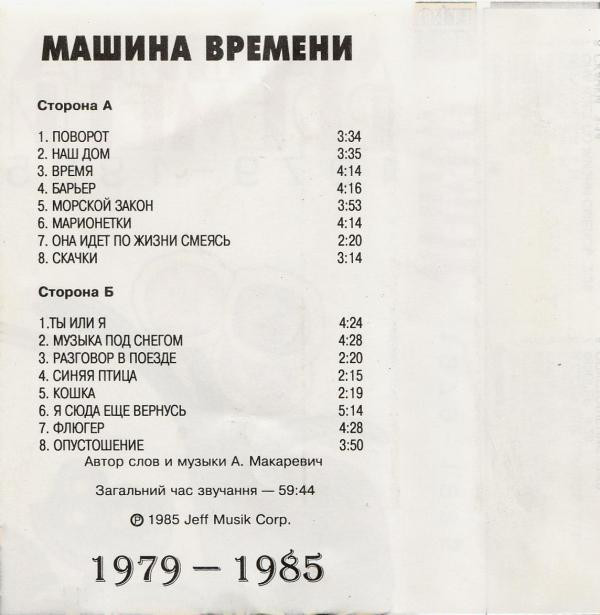 МАШИНА ВРЕМЕНИ
Сторона А
1. ПОВОРОТ 3:34
2. НАШ ДОМ 3:35
3. ВРЕМЯ 4:14
4. БАРЬЕР 4:16
5. МОРСКОЙ ЗАКОН 3:53
6. МАРИОНЕТКИ 4:14
7. ОНА ИДЕТ ПО ЖИЗНИ СМЕЯСЬ 2:20
8. СКАЧКИ 3:14
Сторона Б
1.ТЫ ИЛИ Я 4:24
2. МУЗЫКА ПОД СНЕГОМ 4:28
3. РАЗГОВОР В ПОЕЗДЕ 2:20
4. СИНЯЯ ПТИЦА 2:15
5. КОШКА 2:19
6. Я СЮДА ЕЩЕ ВЕРНУСЬ 5:14
7. ФЛЮГЕР 4:28
8. ОПУСТОШЕНИЕ 3:50
Автор слов и музыки А. Макаревич
Загальний час звучання — 59:44
℗ 1985 Jeff Musik Corp.
1979 – 1985